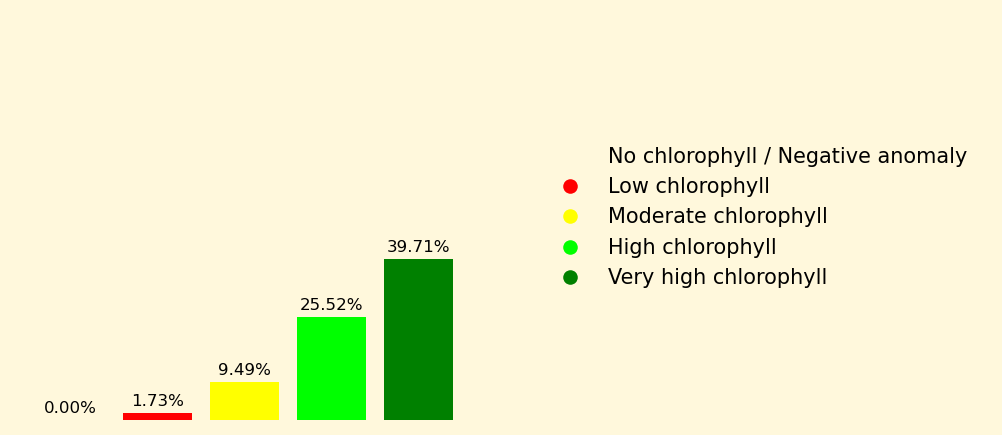 No chlorophyll / Negative anomaly
Low chlorophyll
Moderate chlorophyll
High chlorophyll
Very high chlorophyll
39.71%
25.52%
9.49%
1.73%
0.00%